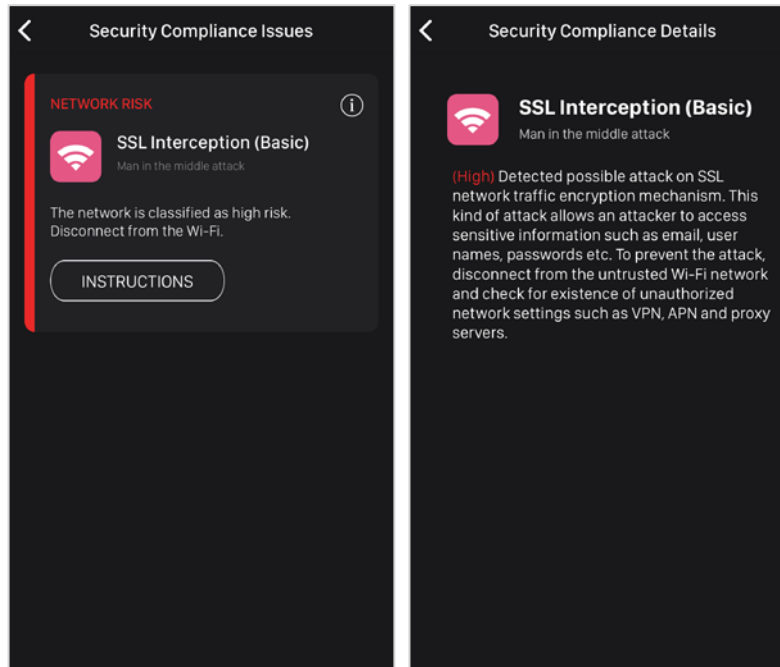 Security Compliance Issues
NETWORK RISK
SSL Interception (Basic)
Man in the middle attack
The network is classified as high risk.
Disconnect from the Wi-Fi.
INSTRUCTIONS
Security Compliance Details
SSL Interception (Basic)
Man in the middle attack
(High) Detected possible attack on SSL
network traffic encryption mechanism. This
kind of attack allows an attacker to access
sensitive information such as email, user
names, passwords etc. To prevent the attack,
disconnect from the untrusted Wi-Fi network
and check for existence of unauthorized
network settings such as VPN, APN and proxy
servers.